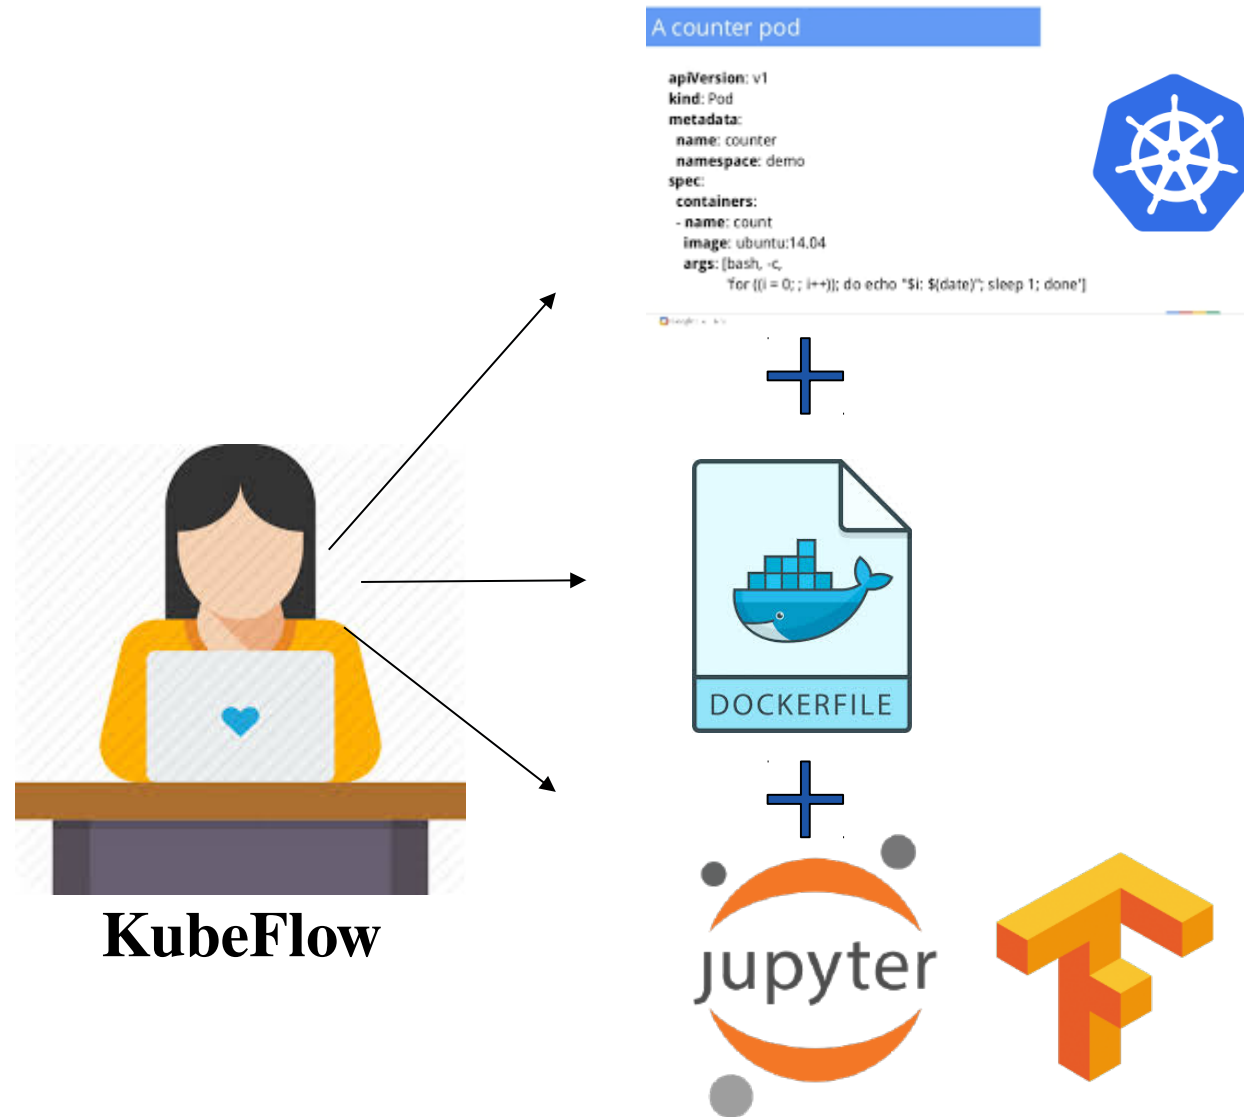 A counter pod
apiVersion: v1
kind: Pod
metadata:
name: counter
namespace: demo
spec:
containers:
- name: count
image: ubuntu:14.04
args: [bash, -c,
'for ((i = 0; ; i++)); do echo "$i: $(date)"; sleep 1; done']
DOCKERFILE
KubeFlow
jupyter